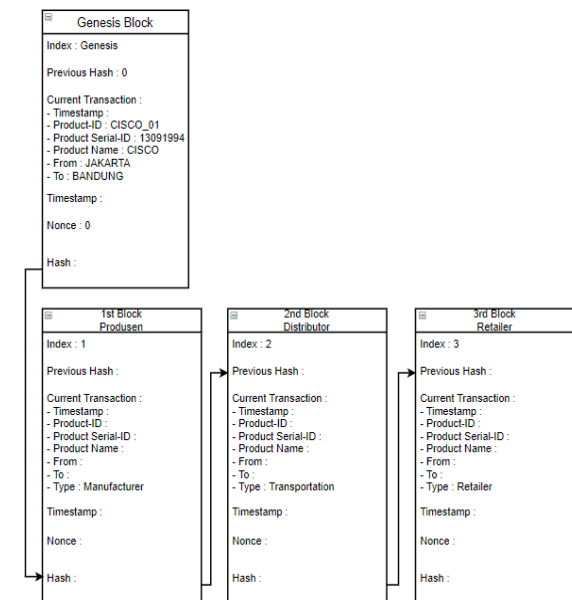 Genesis Block
Index : Genesis
Previous Hash : 0
Current Transaction :
- Timestamp :
- Product-ID : CISCO_01
- Product Serial-ID : 13091994
- Product Name : CISCO
- From : JAKARTA
- To : BANDUNG
Timestamp :
Nonce : 0
Hash :
1st Block
Produsen
Index : 1
Previous Hash :
Current Transaction :
- Timestamp :
- Product-ID :
- Product Serial-ID :
- Product Name :
- From :
- To :
- Type : Manufacturer
Timestamp :
Nonce :
Hash :
2nd Block
Distributor
Index : 2
Previous Hash :
Current Transaction :
- Timestamp :
- Product-ID :
- Product Serial-ID :
- Product Name :
- From :
- To :
- Type : Transportation
Timestamp :
Nonce :
Hash :
3rd Block
Retailer
Index : 3
Previous Hash :
Current Transaction :
- Timestamp :
- Product-ID :
- Product Serial-ID :
- Product Name :
- From :
- To :
- Type : Retailer
Timestamp :
Nonce :
Hash :